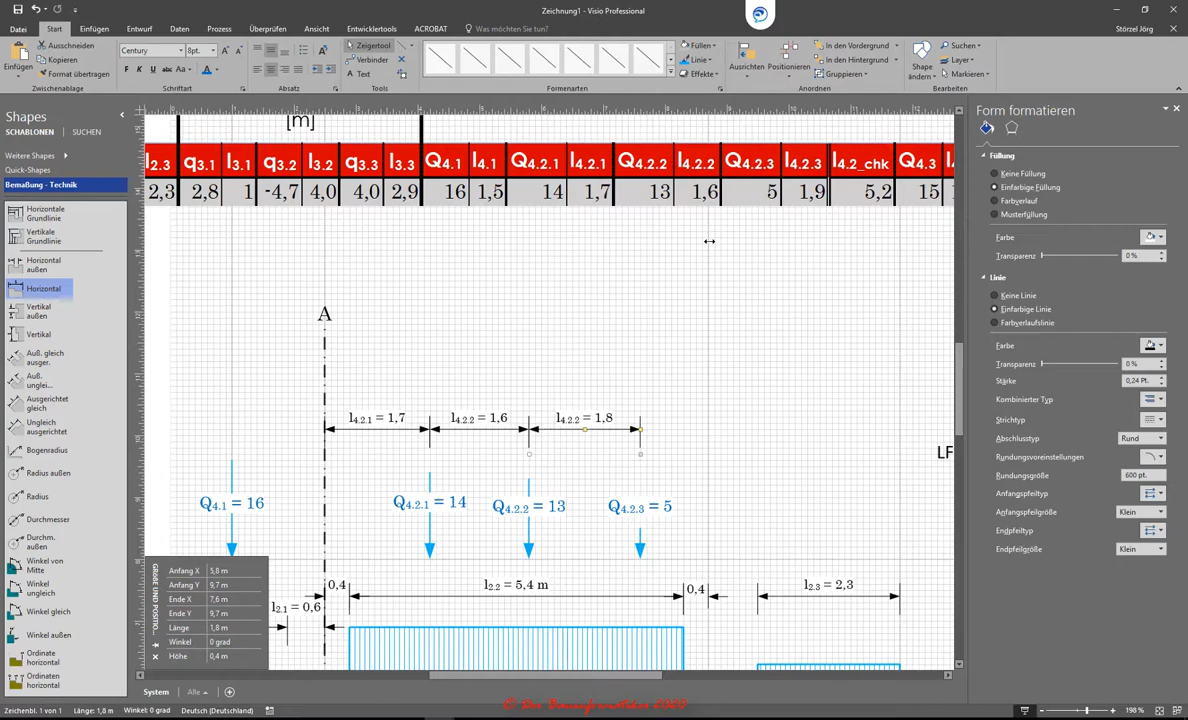 Zeichnung1 - Visio Professional
Störzel Jörg
Datei Start Einfügen Entwurf Daten Prozess Überprüfen Ansicht Entwicklertools ACROBAT Was möchten Sie tun?
Einfügen
Ausschneiden
Kopieren
Format übertragen
Zwischenablage
Century 8pt.
F K U abc Aa A
Schriftart
Absatz
Zeigertool
Verbinder
Text
Tools
Füllen
Linie
Effekte
Formenarten
Ausrichten
Positionieren
In den Vordergrund
In den Hintergrund
Gruppieren
Anordnen
Shape ändern
Suchen
Layer
Markieren
Bearbeiten
Shapes
SCHABLONEN SUCHEN
Weitere Shapes
Quick-Shapes
Bemaßung - Technik
Horizontale Grundlinie
Vertikale Grundlinie
Horizontal außen
Horizontal
Vertikal außen
Vertikal
Auß. gleich ausger.
Auß. unglei...
Ausgerichtet gleich
Ungleich ausgerichtet
Bogenradius
Radius außen
Radius
Durchmesser
Durchm. außen
Winkel von Mitte
Winkel ungleich
Winkel gleich
Winkel außen
Ordinate horizontal
Ordinaten horizontal
[m]
l2.3 q3.1 l3.1 q3.2 l3.2 q3.3 l3.3 Q4.1 l4.1 Q4.2.1 l4.2.1 Q4.2.2 l4.2.2 Q4.2.3 l4.2.3 l4.2_chk Q4.3
2,3 2,8 1 -4,7 4,0 4,0 2,9 16 1,5 14 1,7 13 1,6 5 1,9 5,2 15
A
l4.2.1 = 1,7 l4.2.2 = 1,6 l4.2.2 = 1,8
LF
Q4.1 = 16 Q4.2.1 = 14 Q4.2.2 = 13 Q4.2.3 = 5
0,4 l2.2 = 5,4 m 0,4 l2.3 = 2,3
l2.1 = 0,6
GRÖßE UND POSITIO...
Anfang X 5,8 m
Anfang Y 9,7 m
Ende X 7,6 m
Ende Y 9,7 m
Länge 1,8 m
Winkel 0 grad
Höhe 0,4 m
Form formatieren
Füllung
Keine Füllung
Einfarbige Füllung
Farbverlauf
Musterfüllung
Farbe
Transparenz 0 %
Linie
Keine Linie
Einfarbige Linie
Farbverlaufslinie
Farbe
Transparenz 0 %
Stärke 0,24 Pt.
Kombinierter Typ
Strichtyp
Abschlusstyp Rund
Rundungsvoreinstellungen
Rundungsgröße 600 pt.
Anfangspfeiltyp
Anfangspfeilgröße Klein
Endpfeiltyp
Endpfeilgröße Klein
System Alle
Zeichenbl. 1 von 1 Länge: 1,8 m Winkel: 0 grad Deutsch (Deutschland)
© Der Bauinformatiker 2020
198 %